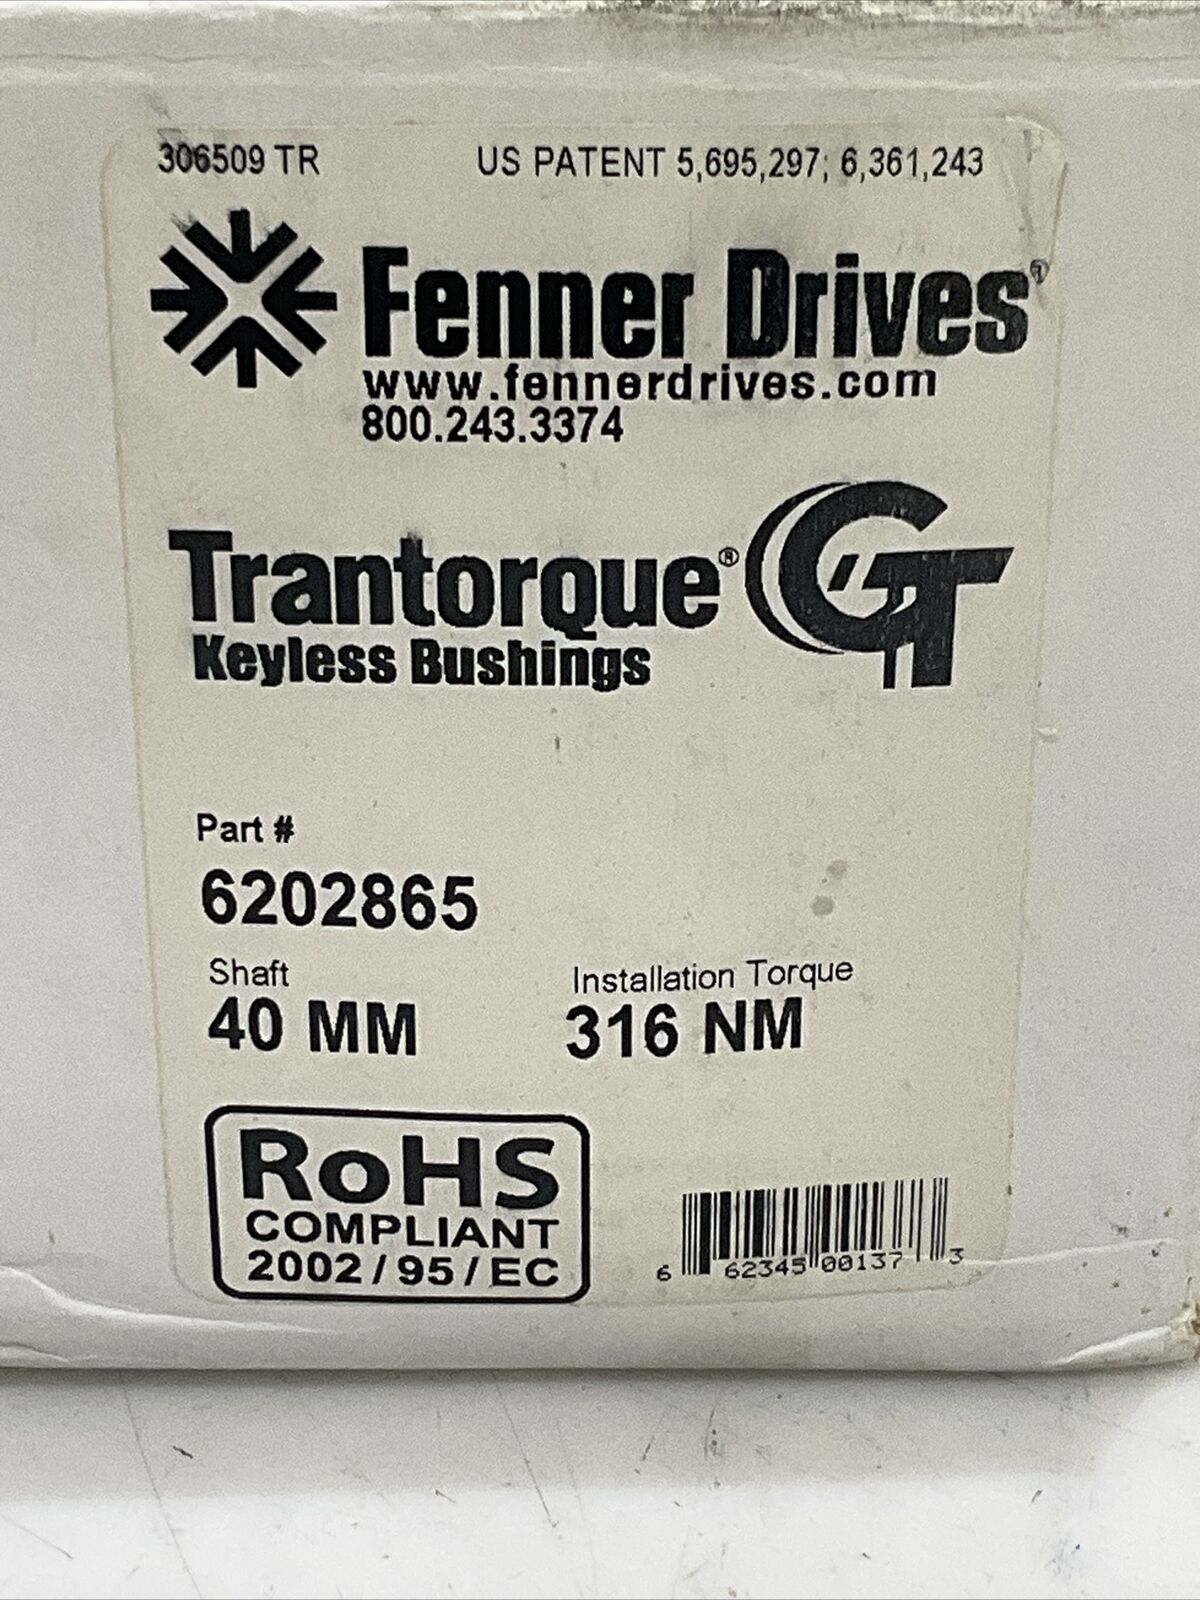 306509 TR US PATENT 5,695,297; 6,361,243
Fenner Drives®
www.fennerdrives.com
800.243.3374
Trantorque® GT
Keyless Bushings
Part #
6202865
Shaft Installation Torque
40 MM 316 NM
RoHS
COMPLIANT
2002/95/EC
6 62345 00137 3